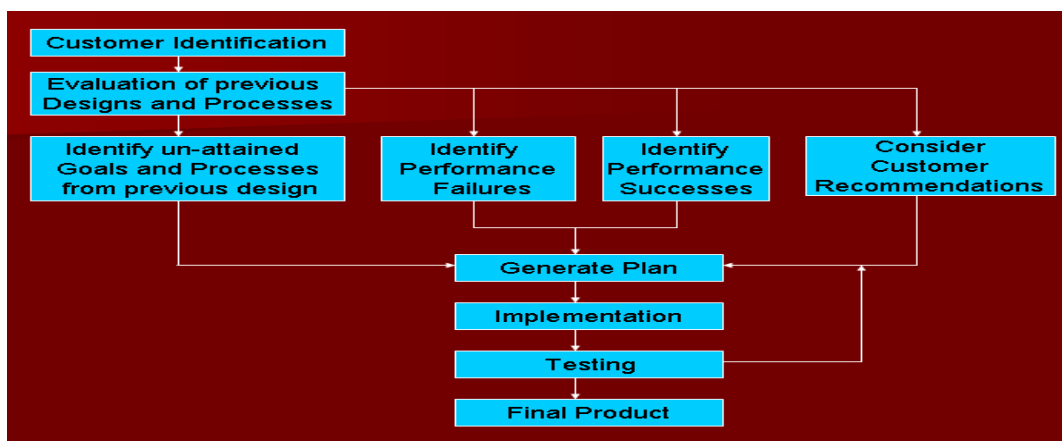 Customer Identification
Evaluation of previous
Designs and Processes
Identify un-attained
Goals and Processes
from previous design
Identify
Performance
Failures
Identify
Performance
Successes
Consider
Customer
Recommendations
Generate Plan
Implementation
Testing
Final Product